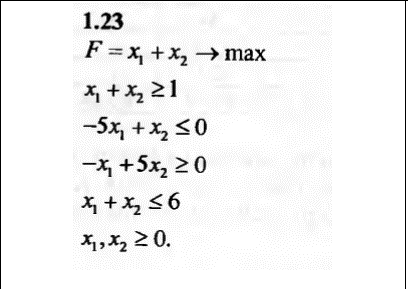 1.23
F = x₁ + x₂ → max
x₁ + x₂ ≥ 1
−5x₁ + x₂ ≤ 0
−x₁ + 5x₂ ≥ 0
x₁ + x₂ ≤ 6
x₁, x₂ ≥ 0.